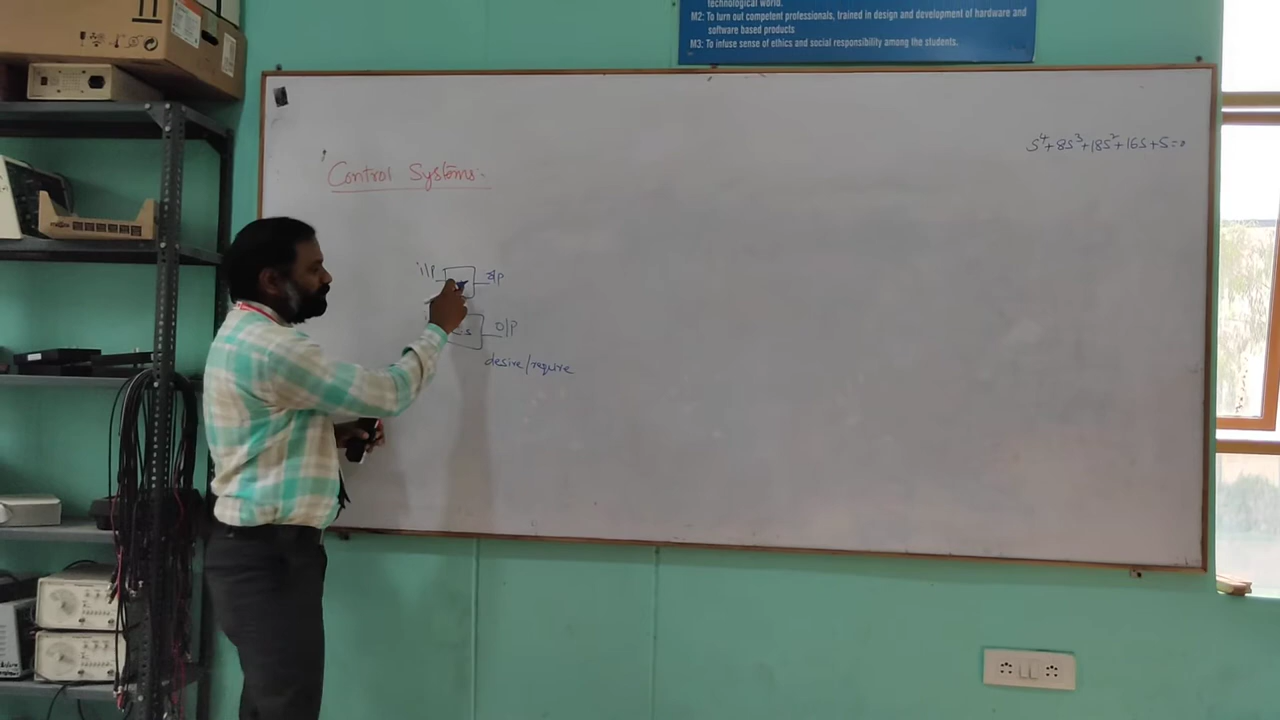 technological world.
M2: To turn out competent professionals, trained in design and development of hardware and
software based products
M3: To infuse sense of ethics and social responsibility among the students.
S⁴+8S³+18S²+16S+5=0
Control Systems.
i/P o/P
O/P
desire/require